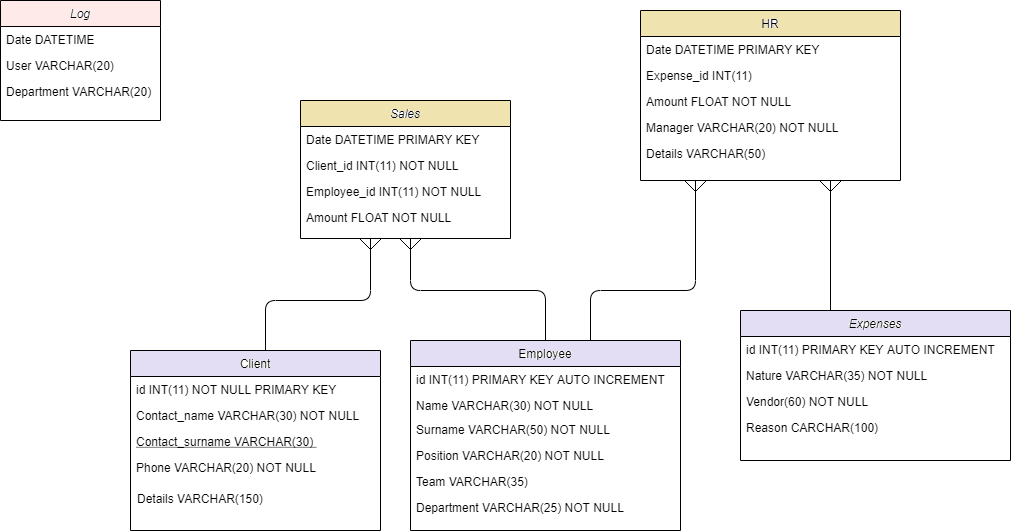 Log
Date DATETIME
User VARCHAR(20)
Department VARCHAR(20)
Sales
Date DATETIME PRIMARY KEY
Client_id INT(11) NOT NULL
Employee_id INT(11) NOT NULL
Amount FLOAT NOT NULL
HR
Date DATETIME PRIMARY KEY
Expense_id INT(11)
Amount FLOAT NOT NULL
Manager VARCHAR(20) NOT NULL
Details VARCHAR(50)
Client
id INT(11) NOT NULL PRIMARY KEY
Contact_name VARCHAR(30) NOT NULL
Contact_surname VARCHAR(30)
Phone VARCHAR(20) NOT NULL
Details VARCHAR(150)
Employee
id INT(11) PRIMARY KEY AUTO INCREMENT
Name VARCHAR(30) NOT NULL
Surname VARCHAR(50) NOT NULL
Position VARCHAR(20) NOT NULL
Team VARCHAR(35)
Department VARCHAR(25) NOT NULL
Expenses
id INT(11) PRIMARY KEY AUTO INCREMENT
Nature VARCHAR(35) NOT NULL
Vendor(60) NOT NULL
Reason CARCHAR(100)